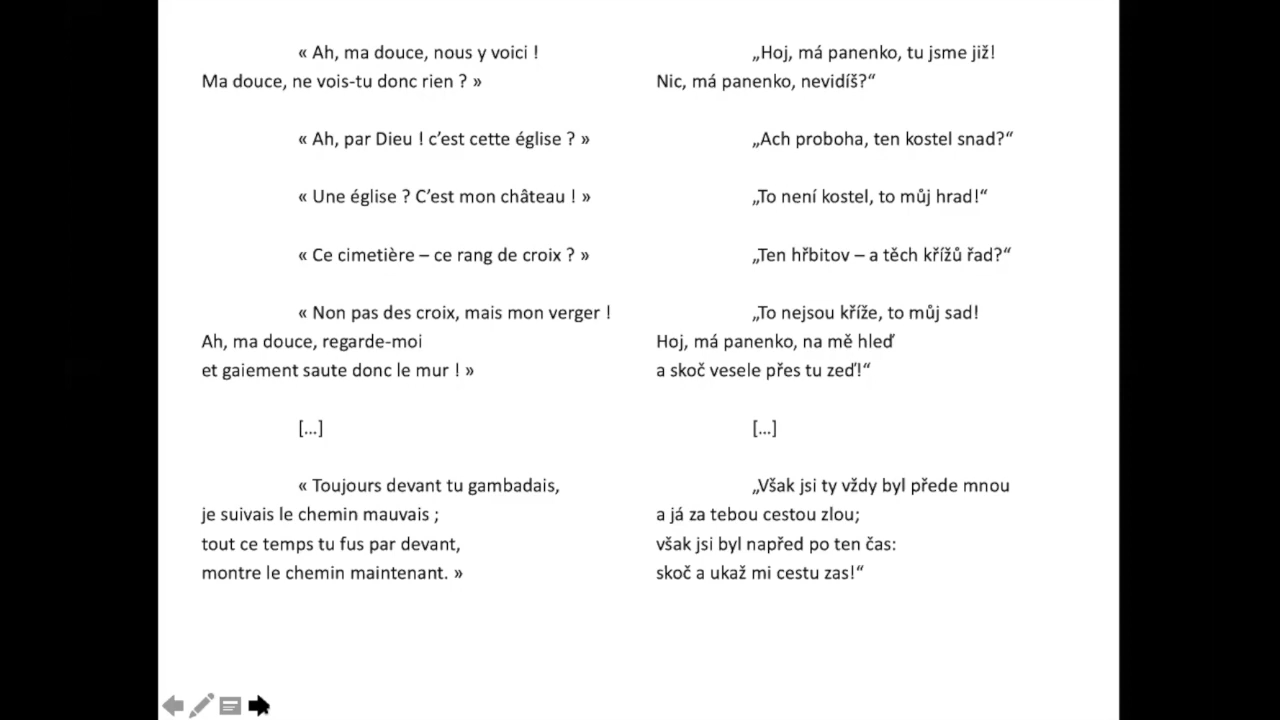 « Ah, ma douce, nous y voici !
Ma douce, ne vois-tu donc rien ? »
« Ah, par Dieu ! c’est cette église ? »
« Une église ? C’est mon château ! »
« Ce cimetière – ce rang de croix ? »
« Non pas des croix, mais mon verger !
Ah, ma douce, regarde-moi
et gaiement saute donc le mur ! »
[…]
« Toujours devant tu gambadais,
je suivais le chemin mauvais ;
tout ce temps tu fus par devant,
montre le chemin maintenant. »
„Hoj, má panenko, tu jsme již!
Nic, má panenko, nevidíš?“
„Ach proboha, ten kostel snad?“
„To není kostel, to můj hrad!“
„Ten hřbitov – a těch křížů řad?“
„To nejsou kříže, to můj sad!
Hoj, má panenko, na mě hleď
a skoč vesele přes tu zeď!“
[…]
„Však jsi ty vždy byl přede mnou
a já za tebou cestou zlou;
však jsi byl napřed po ten čas:
skoč a ukaž mi cestu zas!“